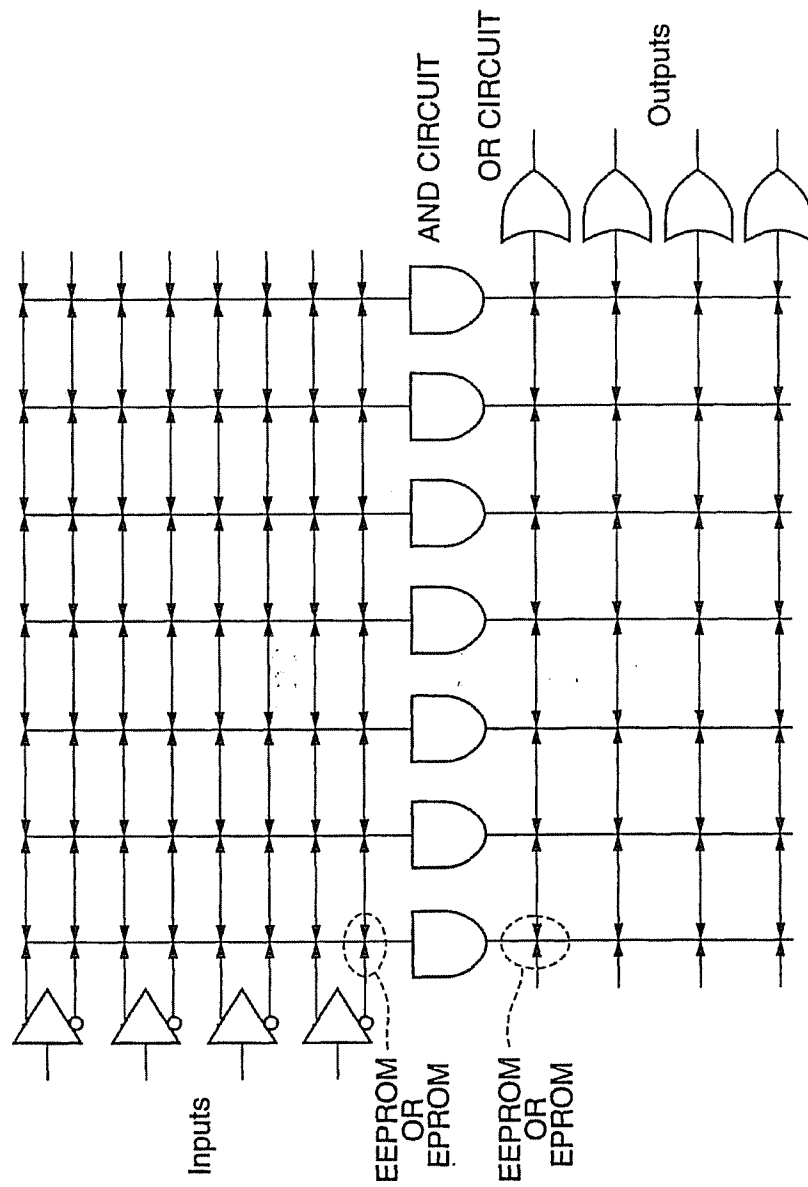 Inputs
EEPROM
OR
EPROM
EEPROM
OR
EPROM
AND CIRCUIT
OR CIRCUIT
Outputs